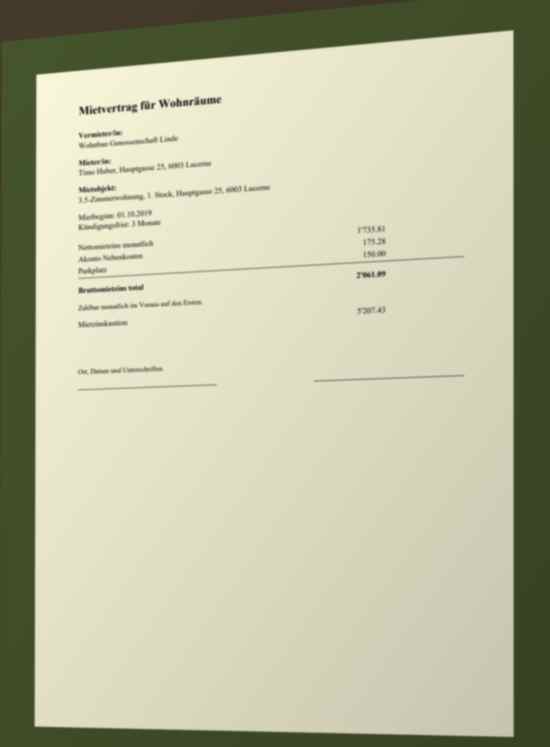 Mietvertrag für Wohnräume
Vermieter/in:
Wohnbau Genossenschaft Linde
Mieter/in:
Timo Huber, Hauptgasse 25, 6003 Lucerne
Mietobjekt:
3.5-Zimmerwohnung, 1. Stock, Hauptgasse 25, 6003 Lucerne
Mietbeginn: 01.10.2019
Kündigungsfrist: 3 Monate
Nettomietzins monatlich 1'735.81
Akonto Nebenkosten 175.28
Parkplatz 150.00
Bruttomietzins total 2'061.09
Zahlbar monatlich im Voraus auf den Ersten.
Mietzinskaution 5'207.43
Ort, Datum und Unterschriften